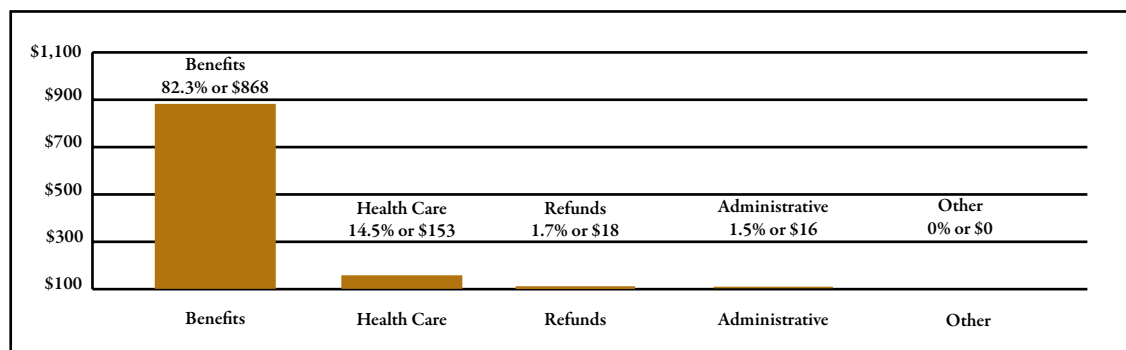 $1,100
Benefits
82.3% or $868
$900
$700
$500
Health Care
14.5% or $153
Refunds
1.7% or $18
Administrative
1.5% or $16
Other
0% or $0
$300
$100
Benefits
Health Care
Refunds
Administrative
Other